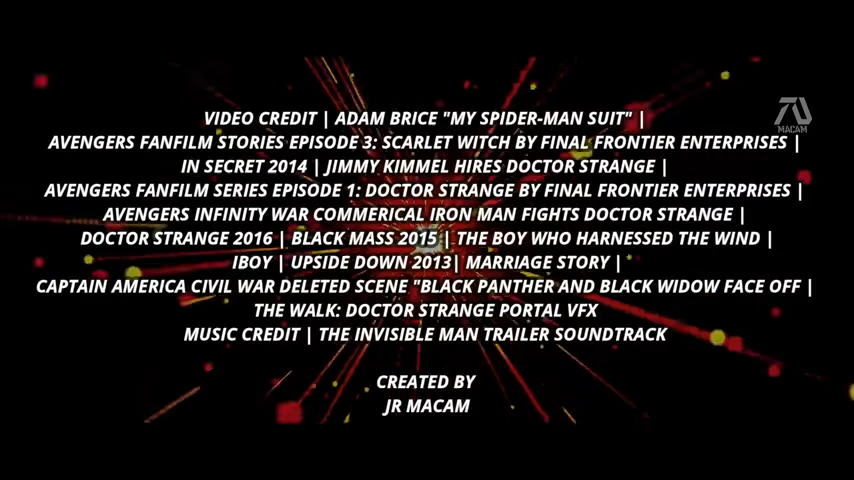 MACAM
VIDEO CREDIT | ADAM BRICE "MY SPIDER-MAN SUIT" |
AVENGERS FANFILM STORIES EPISODE 3: SCARLET WITCH BY FINAL FRONTIER ENTERPRISES |
IN SECRET 2014 | JIMMY KIMMEL HIRES DOCTOR STRANGE |
AVENGERS FANFILM SERIES EPISODE 1: DOCTOR STRANGE BY FINAL FRONTIER ENTERPRISES |
AVENGERS INFINITY WAR COMMERICAL IRON MAN FIGHTS DOCTOR STRANGE |
DOCTOR STRANGE 2016 | BLACK MASS 2015 | THE BOY WHO HARNESSED THE WIND |
IBOY | UPSIDE DOWN 2013| MARRIAGE STORY |
CAPTAIN AMERICA CIVIL WAR DELETED SCENE "BLACK PANTHER AND BLACK WIDOW FACE OFF |
THE WALK: DOCTOR STRANGE PORTAL VFX
MUSIC CREDIT | THE INVISIBLE MAN TRAILER SOUNDTRACK
CREATED BY
JR MACAM